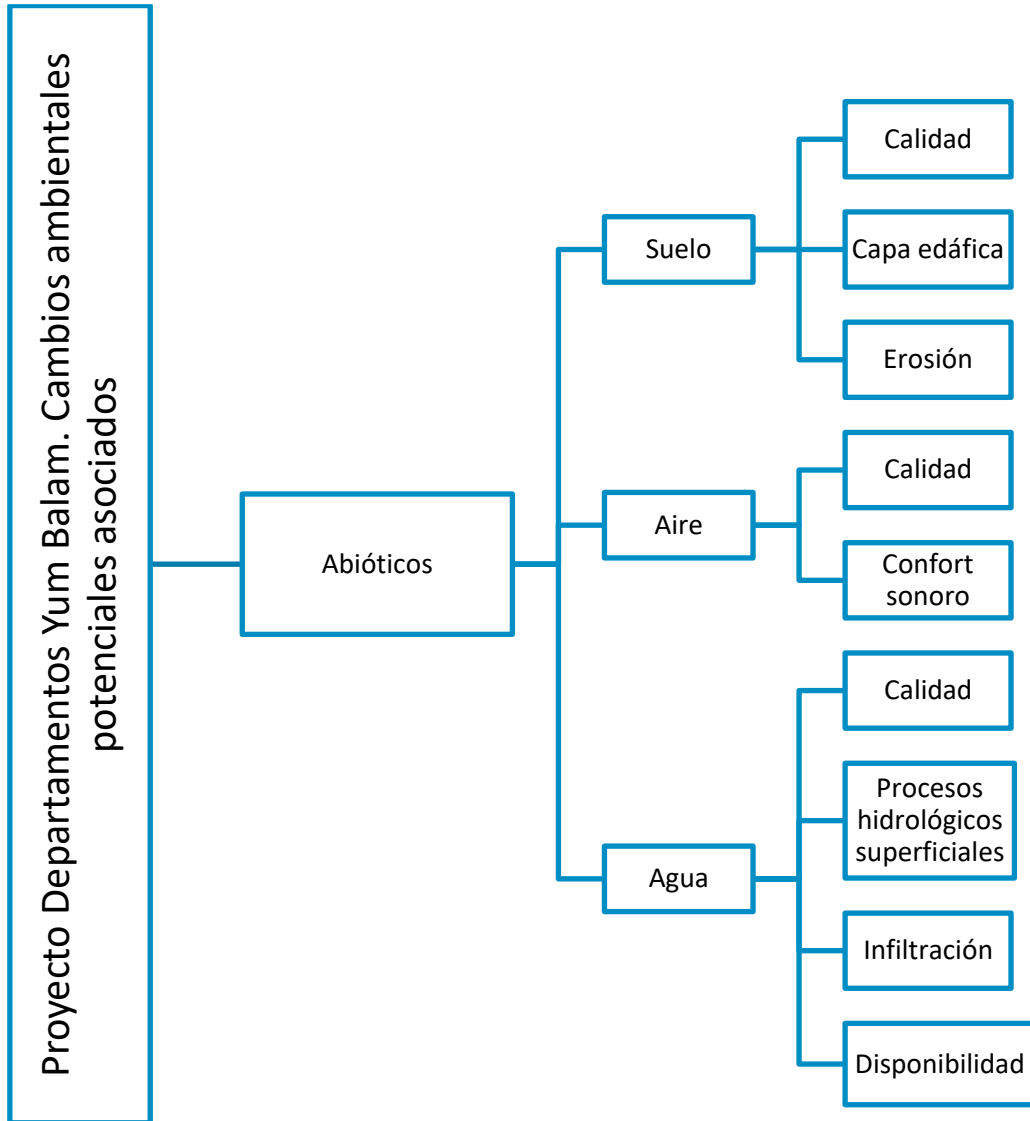 Proyecto Departamentos Yum Balam. Cambios ambientales
potenciales asociados
Abióticos
Suelo
Calidad
Capa edáfica
Erosión
Aire
Calidad
Confort
sonoro
Agua
Calidad
Procesos
hidrológicos
superficiales
Infiltración
Disponibilidad